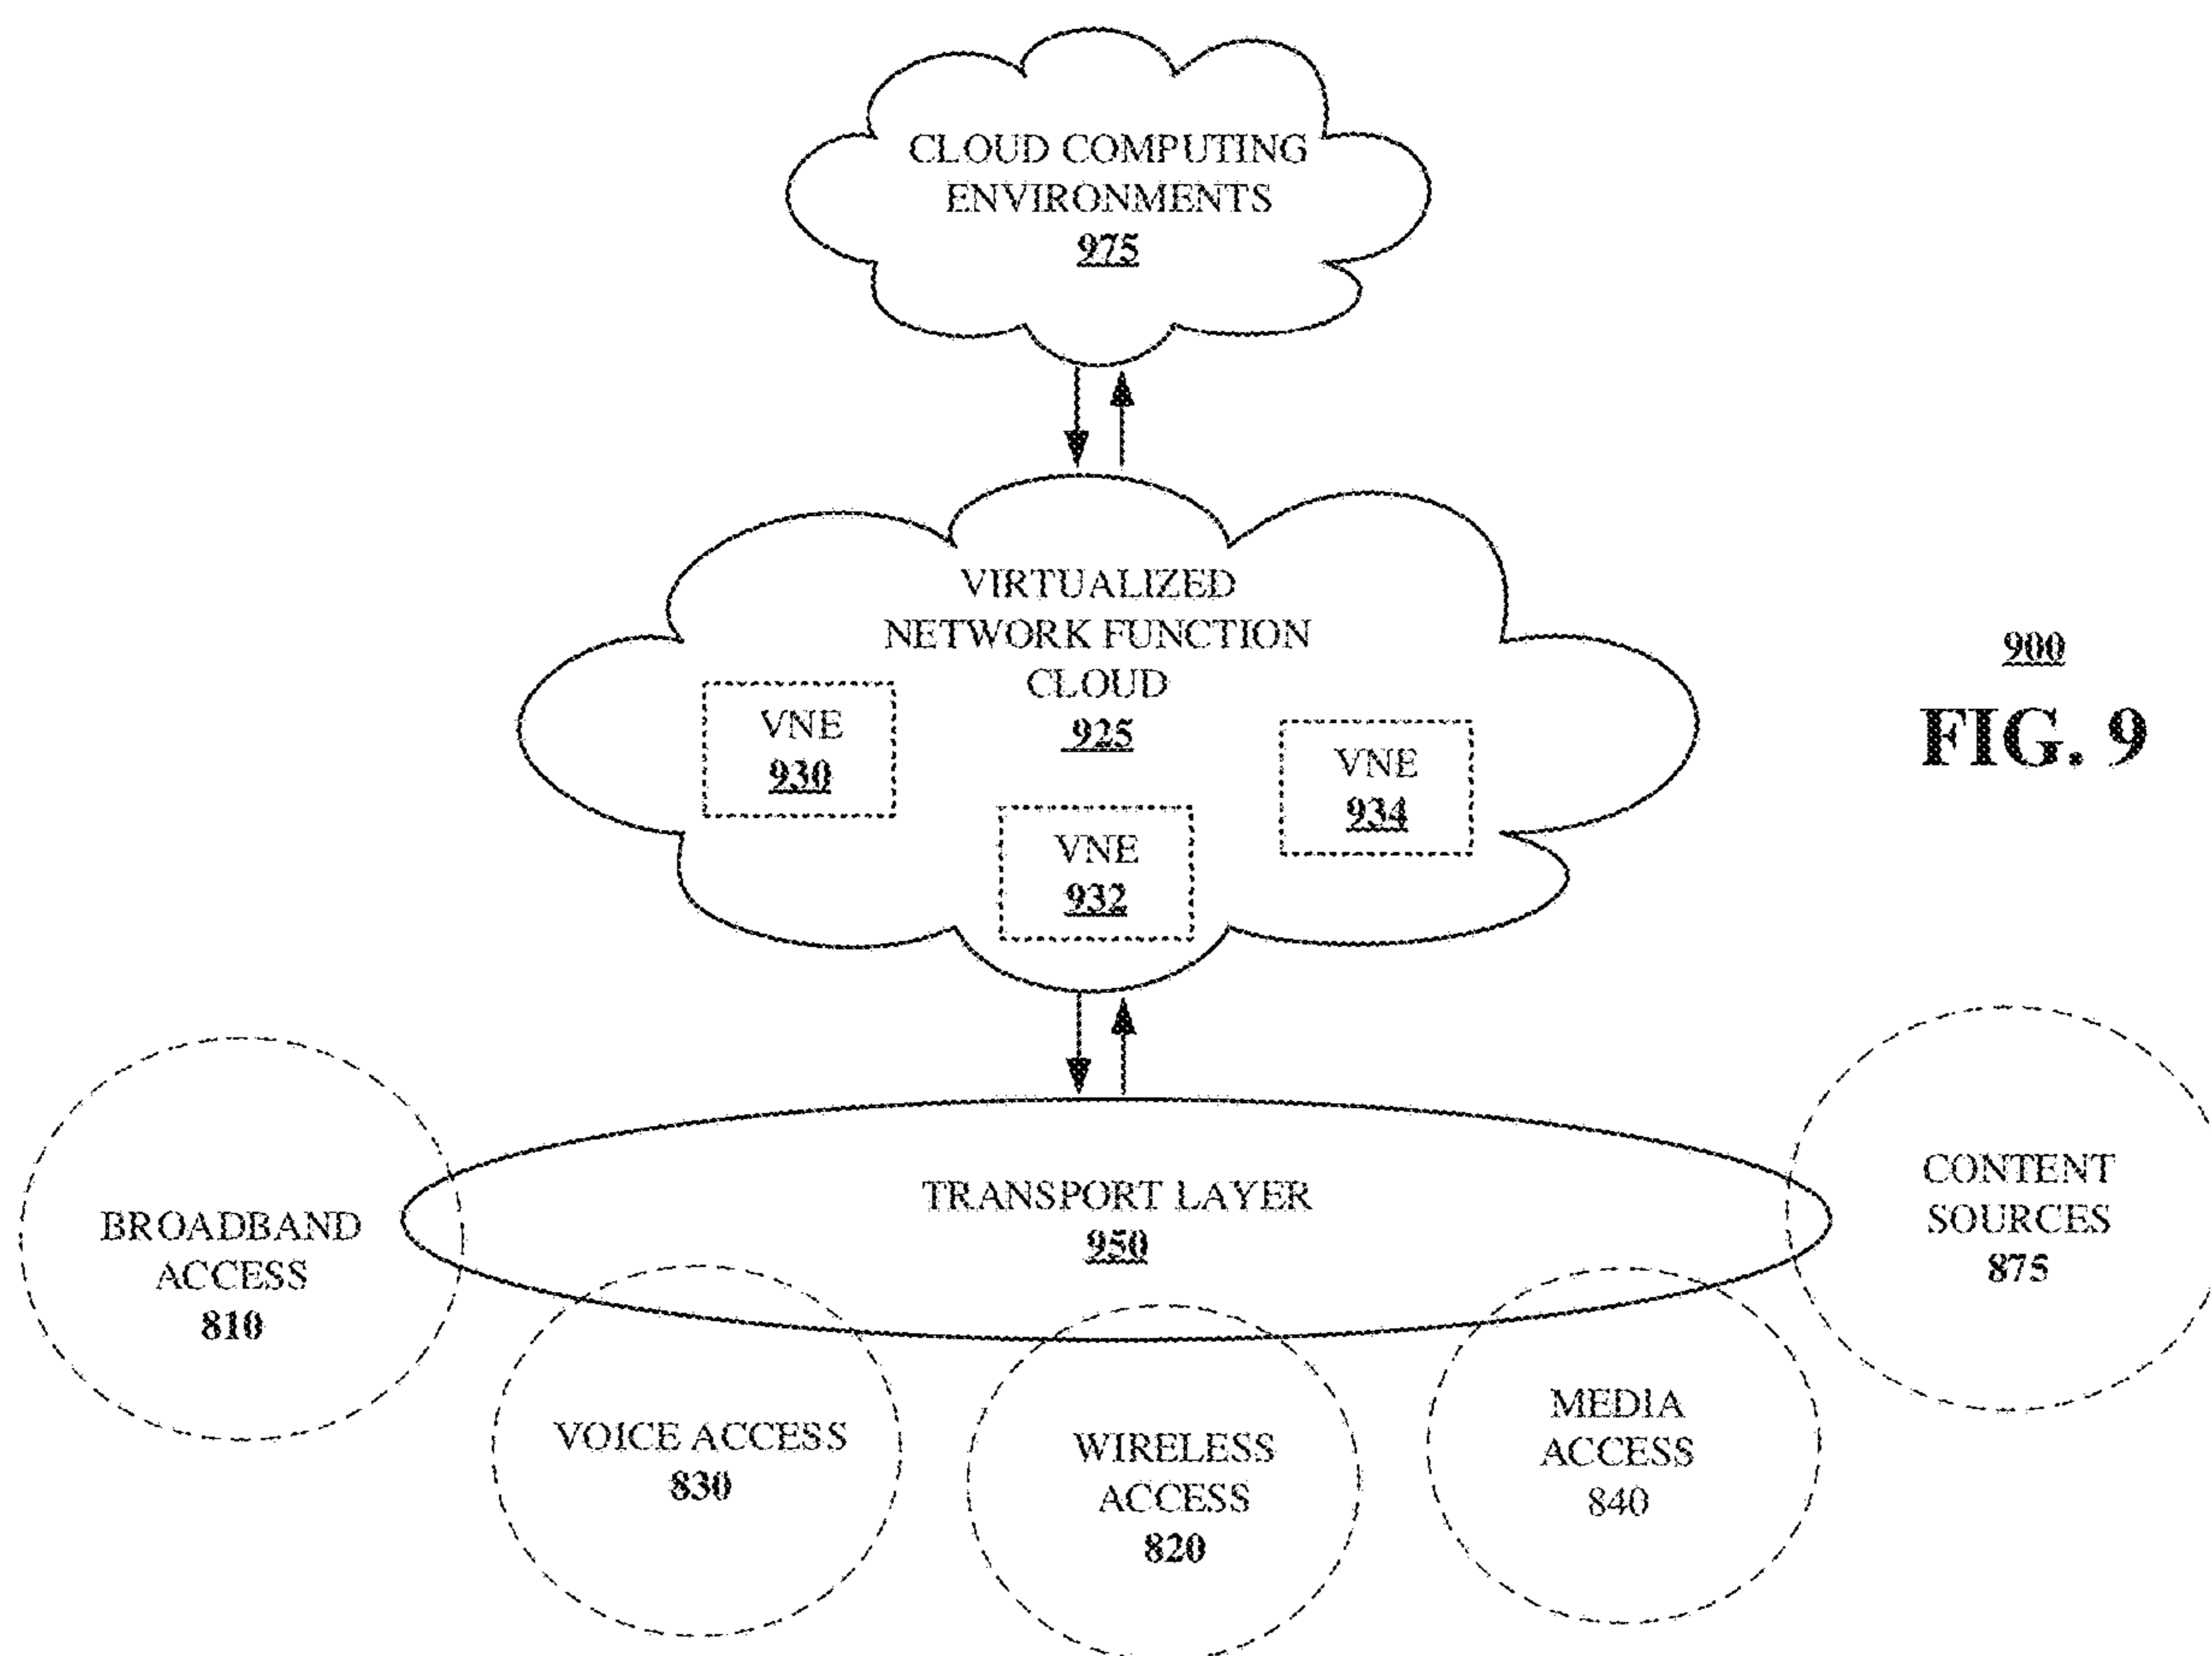 CLOUD COMPUTING
ENVIRONMENTS
975
VIRTUALIZED
NETWORK FUNCTION
CLOUD
925
VNE
930
VNE
932
VNE
934
900
FIG. 9
TRANSPORT LAYER
950
BROADBAND
ACCESS
810
VOICE ACCESS
830
WIRELESS
ACCESS
820
MEDIA
ACCESS
840
CONTENT
SOURCES
875